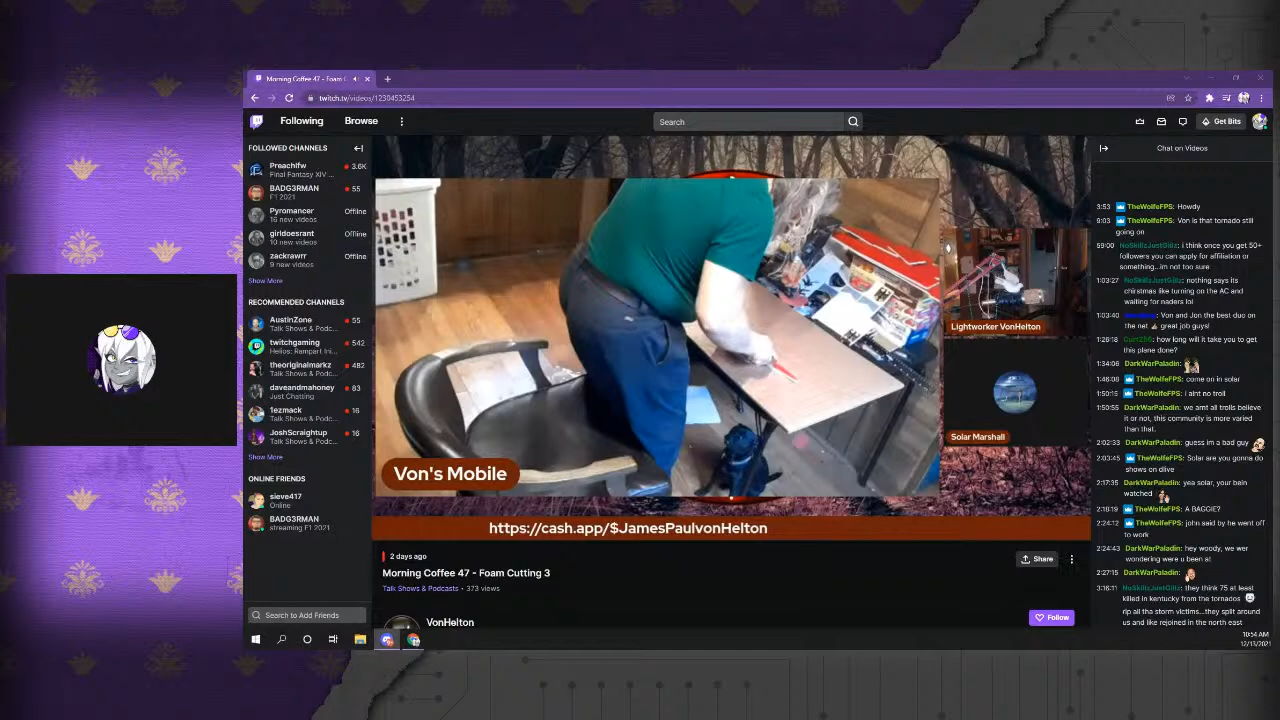 Morning Coffee 47 - Foam C
twitch.tv/videos/1230453254
Following
Browse
Search
Get Bits
FOLLOWED CHANNELS
Preachlfw
3.6K
Final Fantasy XIV ...
BADG3RMAN
55
F1 2021
Pyromancer
Offline
16 new videos
girldoesrant
Offline
10 new videos
zackrawrr
Offline
9 new videos
Show More
RECOMMENDED CHANNELS
AustinZone
55
Talk Shows & Podc...
twitchgaming
542
Helios: Rampart Ini...
theoriginalmarkz
482
Talk Shows & Podc...
daveandmahoney
83
Just Chatting
1ezmack
16
Talk Shows & Podc...
JoshScraightup
16
Talk Shows & Podc...
Show More
ONLINE FRIENDS
sieve417
Online
BADG3RMAN
streaming F1 2021
Search to Add Friends
Von's Mobile
Lightworker VonHelton
Solar Marshall
https://cash.app/$JamesPaulvonHelton
2 days ago
Share
Morning Coffee 47 - Foam Cutting 3
Talk Shows & Podcasts • 373 views
VonHelton
Follow
Chat on Videos
3:53 TheWolfeFPS: Howdy
9:03 TheWolfeFPS: Von is that tornado still
going on
59:00 NoSkillzJustGillz: i think once you get 50+
followers you can apply for affiliation or
something...im not too sure
1:03:27 NoSkillzJustGillz: nothing says its
chirstmas like turning on the AC and
waiting for naders lol
1:03:40 Von and Jon the best duo on
the net great job guys!
1:26:18 Curt256: how long will it take you to get
this plane done?
1:34:06 DarkWarPaladin:
1:46:08 TheWolfeFPS: come on in solar
1:50:15 TheWolfeFPS: I aint no troll
1:50:55 DarkWarPaladin: we arnt all trolls believe
it or not, this community is more varied
then that.
2:02:33 DarkWarPaladin: guess im a bad guy
2:03:45 TheWolfeFPS: Solar are you gonna do
shows on dlive
2:17:35 DarkWarPaladin: yea solar, your bein
watched
2:18:19 TheWolfeFPS: A BAGGIE?
2:24:12 TheWolfeFPS: john said by he went off
to work
2:24:43 DarkWarPaladin: hey woody, we wer
wondering were u been at
2:27:15 DarkWarPaladin:
3:16:11 NoSkillzJustGillz: they think 75 at least
killed in kentucky from the tornados
rip all tha storm victims...they split around
us and like rejoined in the north east
10:54 AM
12/13/2021